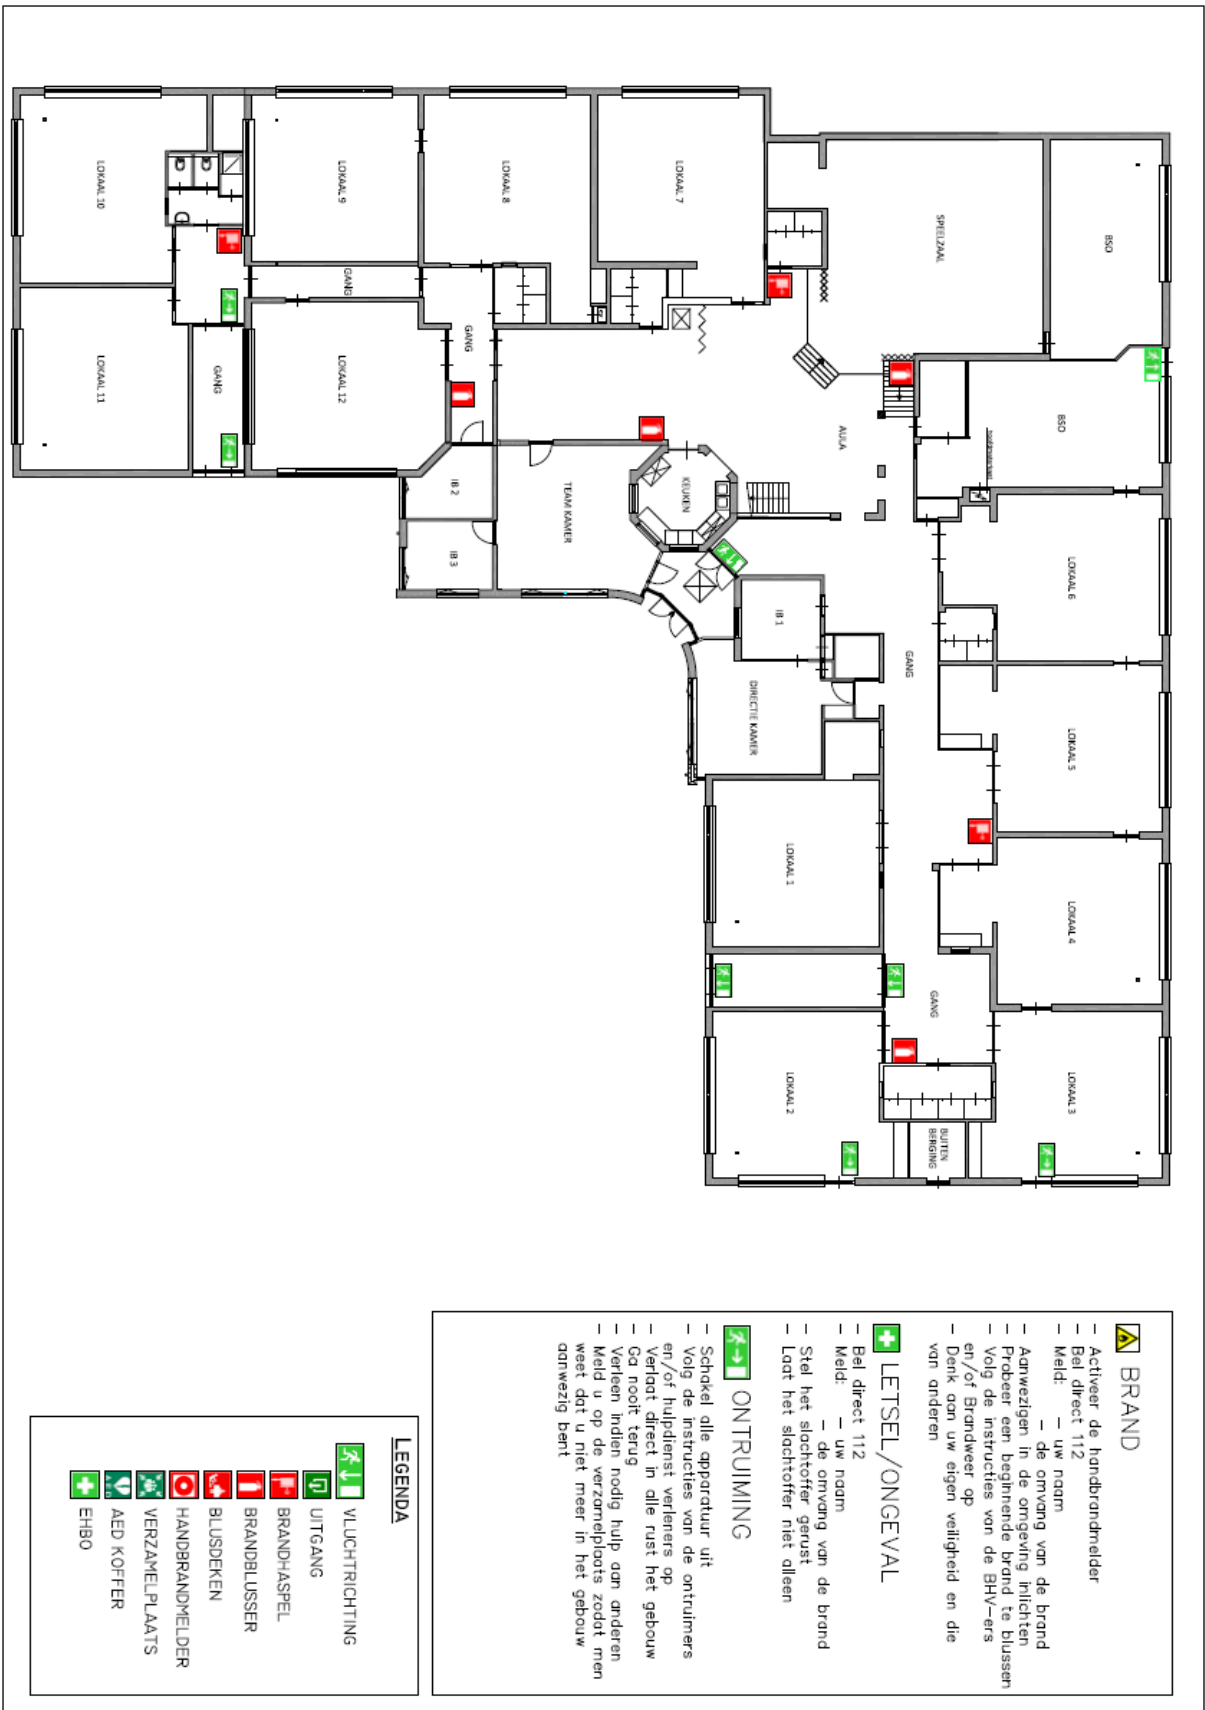 BSO
SPEELZAAL
LOKAAL 7
LOKAAL 8
LOKAAL 9
LOKAAL 10
GANG
BSO
AULA
GANG
LOKAAL 12
GANG
LOKAAL 11
LOKAAL 6
KEUKEN
TEAM KAMER
IB 2
IB 3
IB 1
GANG
LOKAAL 5
DIRECTIE KAMER
LOKAAL 4
LOKAAL 1
GANG
LOKAAL 3
LOKAAL 2
BUITEN
BERGING
BRAND
– Activeer de handbrandmelder
– Bel direct 112
– Meld: – uw naam
– de omvang van de brand
– Aanwezigen in de omgeving inlichten
– Probeer een beginnende brand te blussen
– Volg de instructies van de BHV–ers
en/of Brandweer op
– Denk aan uw eigen veiligheid en die
van anderen
LETSEL/ONGEVAL
– Bel direct 112
– Meld: – uw naam
– de omvang van de brand
– Stel het slachtoffer gerust
– Laat het slachtoffer niet alleen
ONTRUIMING
– Schakel alle apparatuur uit
– Volg de instructies van de ontruimers
en/of hulpdienst verleners op
– Verlaat direct in alle rust het gebouw
– Ga nooit terug
– Verleen indien nodig hulp aan anderen
– Meld u op de verzamelplaats zodat men
weet dat u niet meer in het gebouw
aanwezig bent
LEGENDA
VLUCHTRICHTING
UITGANG
BRANDHASPEL
BRANDBLUSSER
BLUSDEKEN
HANDBRANDMELDER
VERZAMELPLAATS
AED KOFFER
EHBO